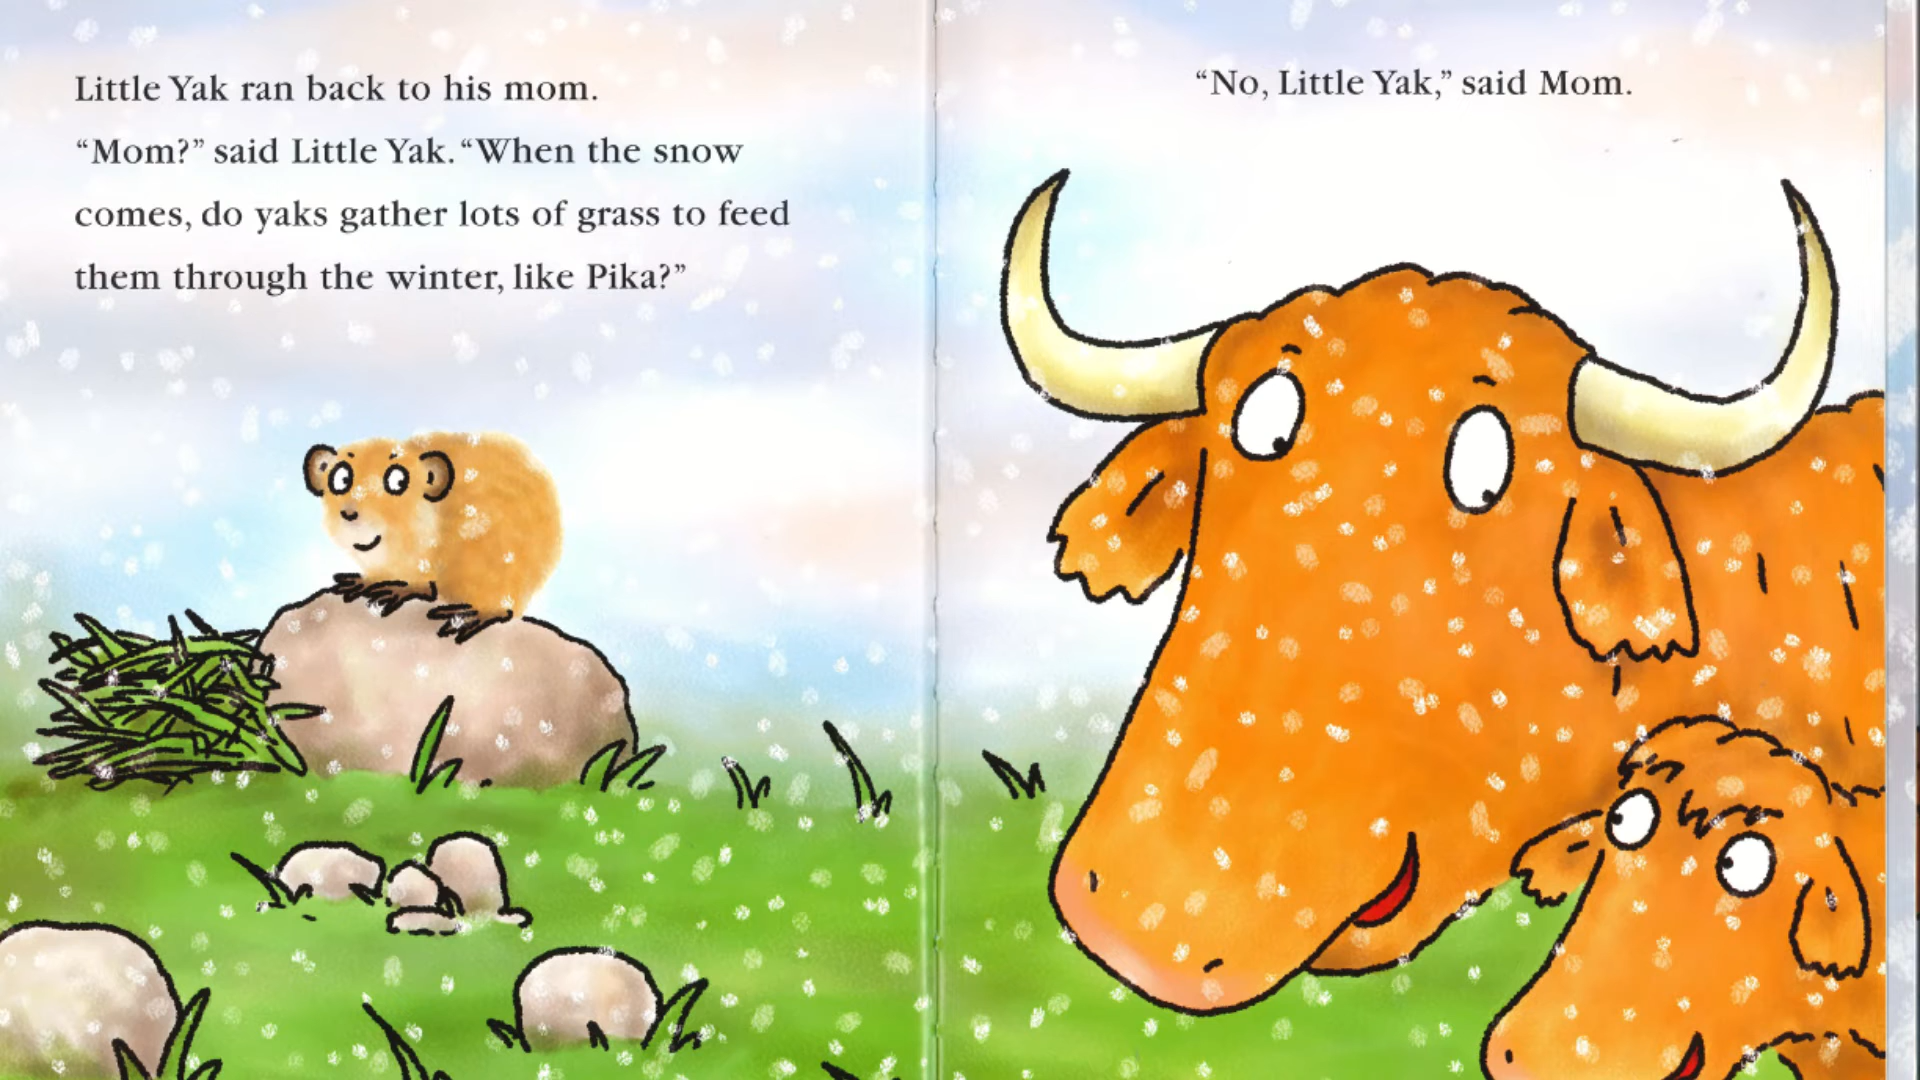 Little Yak ran back to his mom.
“Mom?” said Little Yak. “When the snow
comes, do yaks gather lots of grass to feed
them through the winter, like Pika?”
“No, Little Yak,” said Mom.